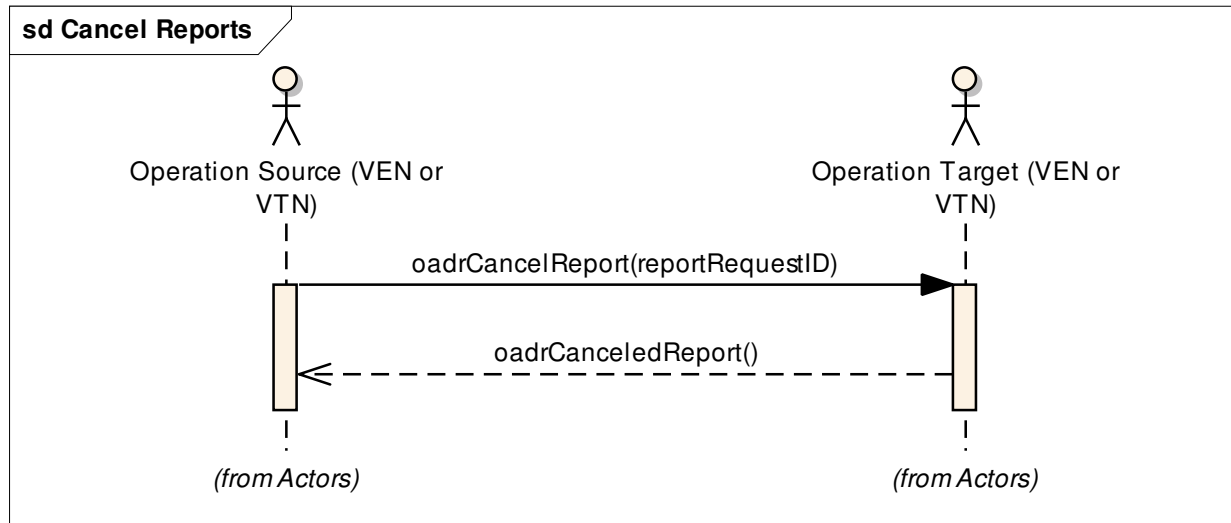 sd Cancel Reports
Operation Source (VEN or
VTN)
Operation Target (VEN or
VTN)
oadrCancelReport(reportRequestID)
oadrCanceledReport()
(from Actors)
(from Actors)